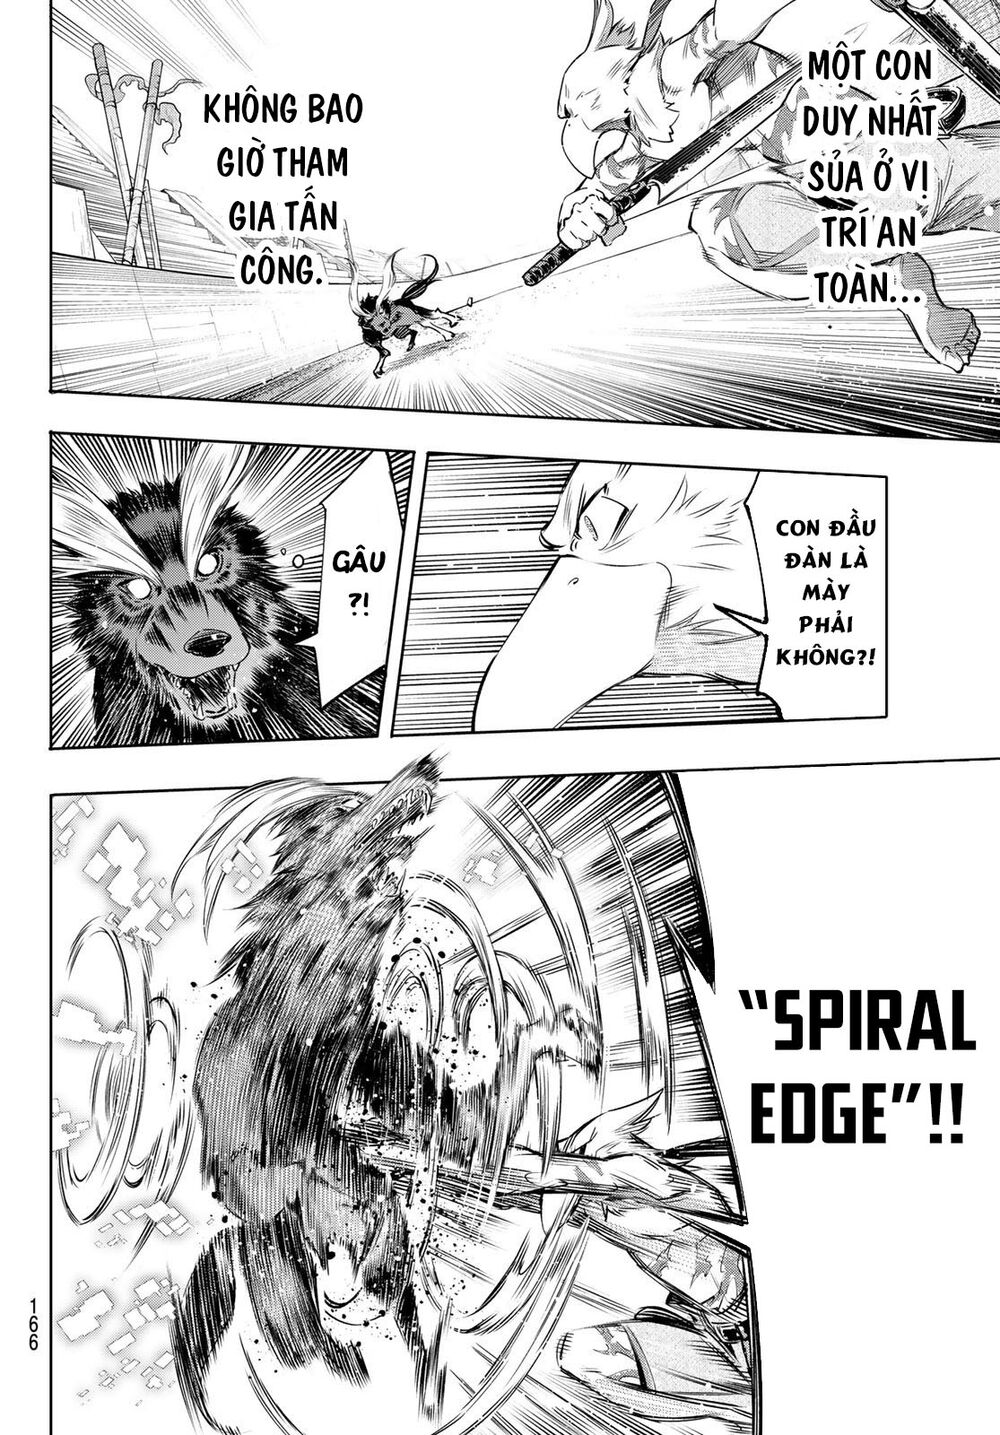 MỘT CON
DUY NHẤT
SỦA Ở VỊ
TRÍ AN
TOÀN...
KHÔNG BAO
GIỜ THAM
GIA TẤN
CÔNG.
CON ĐẦU
ĐÀN LÀ
MÀY
PHẢI
KHÔNG?!
GÂU
?!
“SPIRAL
EDGE”!!
166